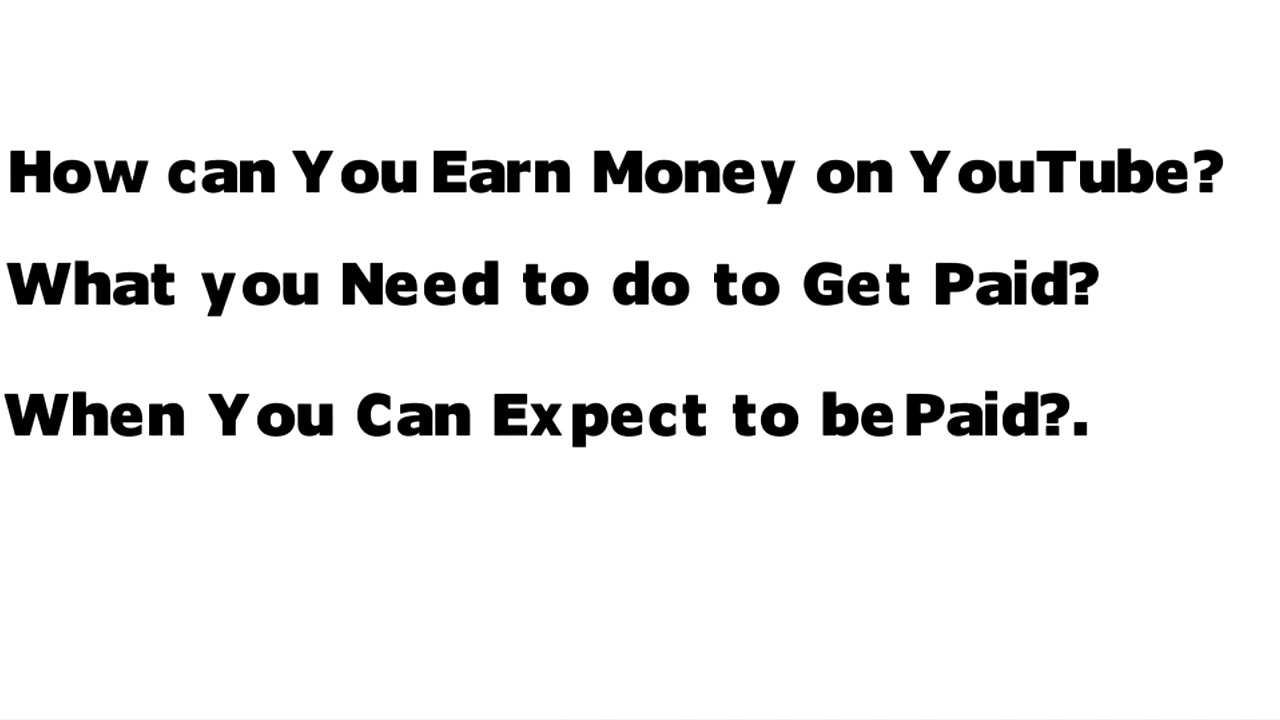 How can You Earn Money on YouTube?
What you Need to do to Get Paid?
When You Can Expect to be Paid?.